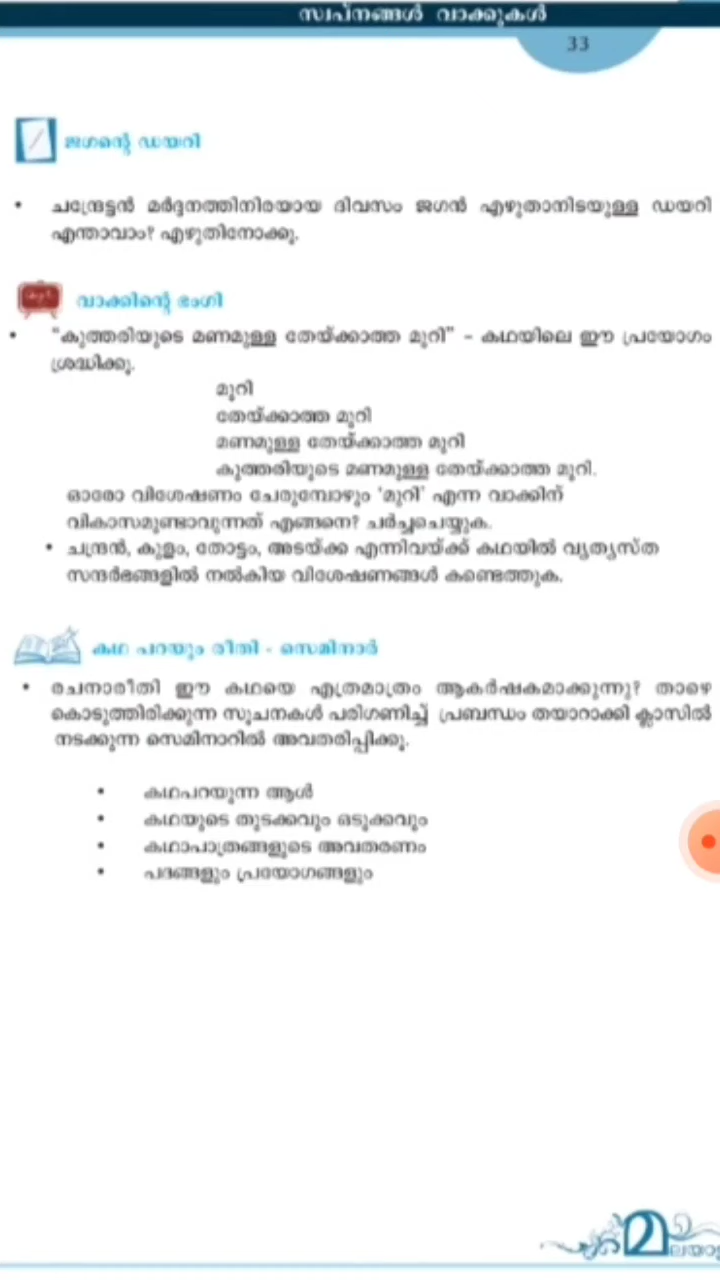 സ്വപ്നങ്ങൾ വാക്കുകൾ
33
ജഗന്റെ ഡയറി
• ചന്ദ്രേട്ടൻ മർദ്ദനത്തിനിരയായ ദിവസം ജഗൻ എഴുതാനിടയുള്ള ഡയറി
എന്താവാം? എഴുതിനോക്കൂ.
വാക്കിന്റെ ഭംഗി
• "കുത്തരിയുടെ മണമുള്ള തേയ്ക്കാത്ത മുറി" – കഥയിലെ ഈ പ്രയോഗം
ശ്രദ്ധിക്കൂ.
മുറി
തേയ്ക്കാത്ത മുറി
മണമുള്ള തേയ്ക്കാത്ത മുറി
കുത്തരിയുടെ മണമുള്ള തേയ്ക്കാത്ത മുറി.
ഓരോ വിശേഷണം ചേരുമ്പോഴും 'മുറി' എന്ന വാക്കിന്
വികാസമുണ്ടാവുന്നത് എങ്ങനെ? ചർച്ചചെയ്യുക.
• ചന്ദ്രൻ, കുളം, തോട്ടം, അടയ്ക്ക എന്നിവയ്ക്ക് കഥയിൽ വ്യത്യസ്ത
സന്ദർഭങ്ങളിൽ നൽകിയ വിശേഷണങ്ങൾ കണ്ടെത്തുക.
കഥ പറയും രീതി - സെമിനാർ
• രചനാരീതി ഈ കഥയെ എത്രമാത്രം ആകർഷകമാക്കുന്നു? താഴെ
കൊടുത്തിരിക്കുന്ന സൂചനകൾ പരിഗണിച്ച് പ്രബന്ധം തയാറാക്കി ക്ലാസിൽ
നടക്കുന്ന സെമിനാറിൽ അവതരിപ്പിക്കൂ.
• കഥപറയുന്ന ആൾ
• കഥയുടെ തുടക്കവും ഒടുക്കവും
• കഥാപാത്രങ്ങളുടെ അവതരണം
• പദങ്ങളും പ്രയോഗങ്ങളും